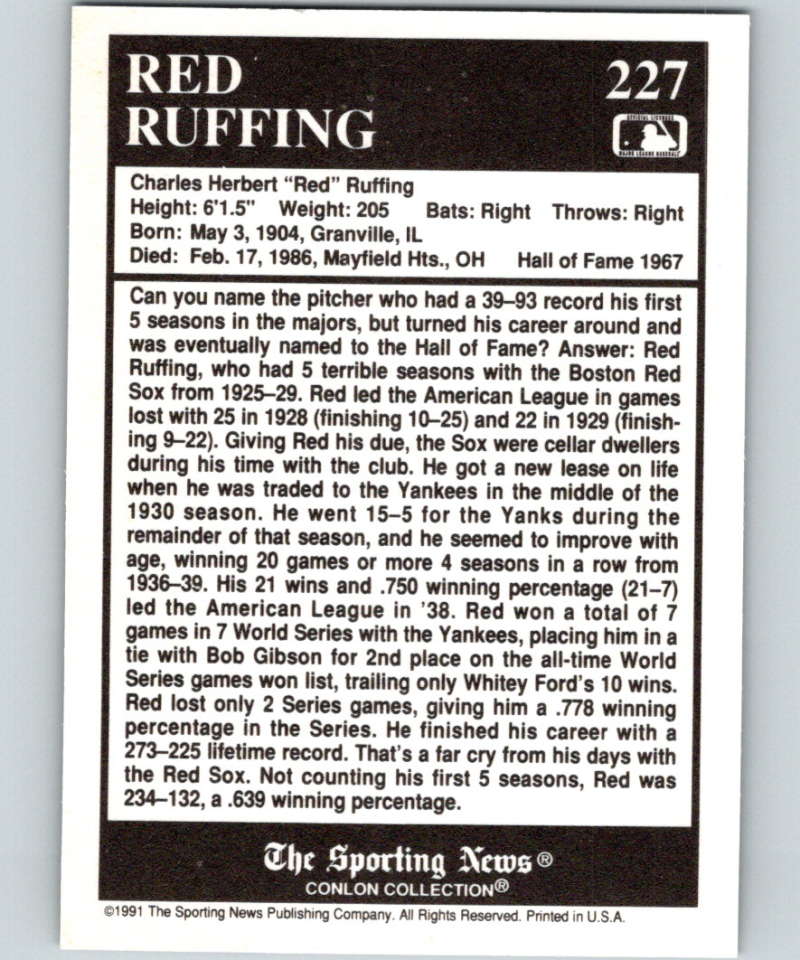 RED
RUFFING
227
OFFICIAL LICENSEE
MAJOR LEAGUE BASEBALL
Charles Herbert “Red” Ruffing
Height: 6'1.5" Weight: 205 Bats: Right Throws: Right
Born: May 3, 1904, Granville, IL
Died: Feb. 17, 1986, Mayfield Hts., OH Hall of Fame 1967
Can you name the pitcher who had a 39–93 record his first
5 seasons in the majors, but turned his career around and
was eventually named to the Hall of Fame? Answer: Red
Ruffing, who had 5 terrible seasons with the Boston Red
Sox from 1925–29. Red led the American League in games
lost with 25 in 1928 (finishing 10–25) and 22 in 1929 (finish-
ing 9–22). Giving Red his due, the Sox were cellar dwellers
during his time with the club. He got a new lease on life
when he was traded to the Yankees in the middle of the
1930 season. He went 15–5 for the Yanks during the
remainder of that season, and he seemed to improve with
age, winning 20 games or more 4 seasons in a row from
1936–39. His 21 wins and .750 winning percentage (21–7)
led the American League in ’38. Red won a total of 7
games in 7 World Series with the Yankees, placing him in a
tie with Bob Gibson for 2nd place on the all-time World
Series games won list, trailing only Whitey Ford’s 10 wins.
Red lost only 2 Series games, giving him a .778 winning
percentage in the Series. He finished his career with a
273–225 lifetime record. That’s a far cry from his days with
the Red Sox. Not counting his first 5 seasons, Red was
234–132, a .639 winning percentage.
The Sporting News®
CONLON COLLECTION®
©1991 The Sporting News Publishing Company. All Rights Reserved. Printed in U.S.A.